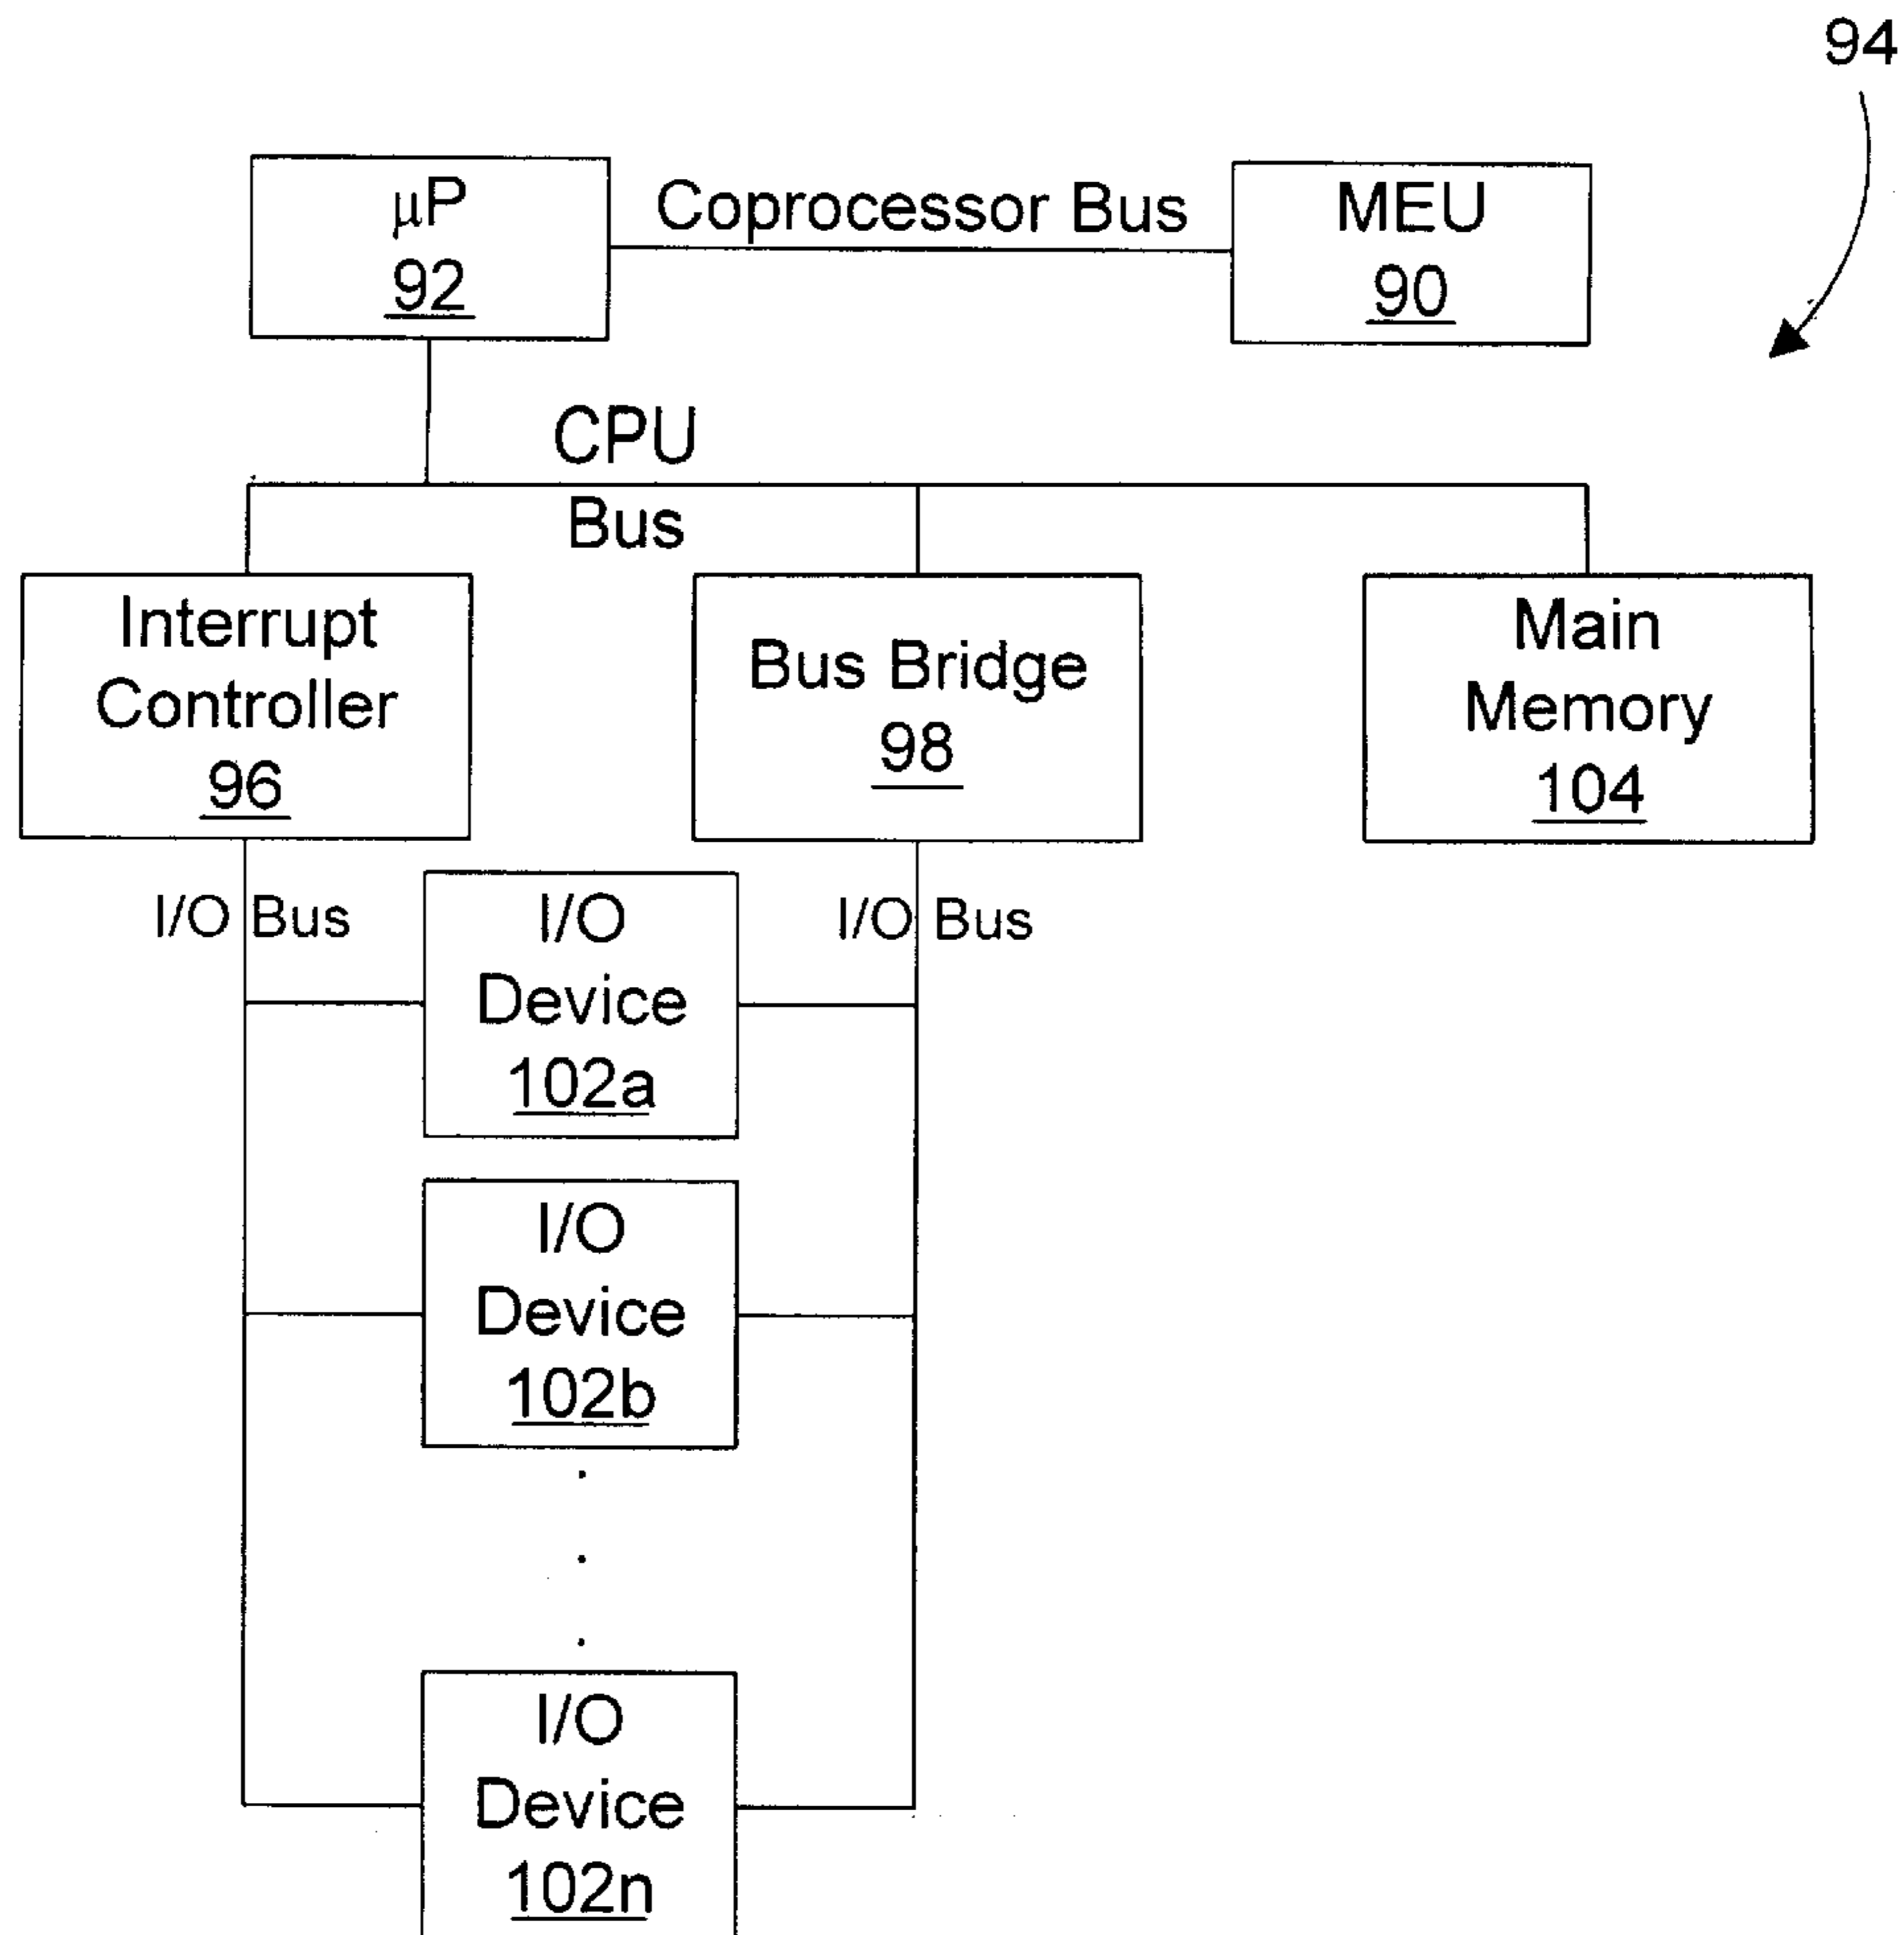 94
µP
92
Coprocessor Bus
MEU
90
CPU
Bus
Interrupt
Controller
96
Bus Bridge
98
Main
Memory
104
I/O Bus
I/O Bus
I/O
Device
102a
I/O
Device
102b
I/O
Device
102n